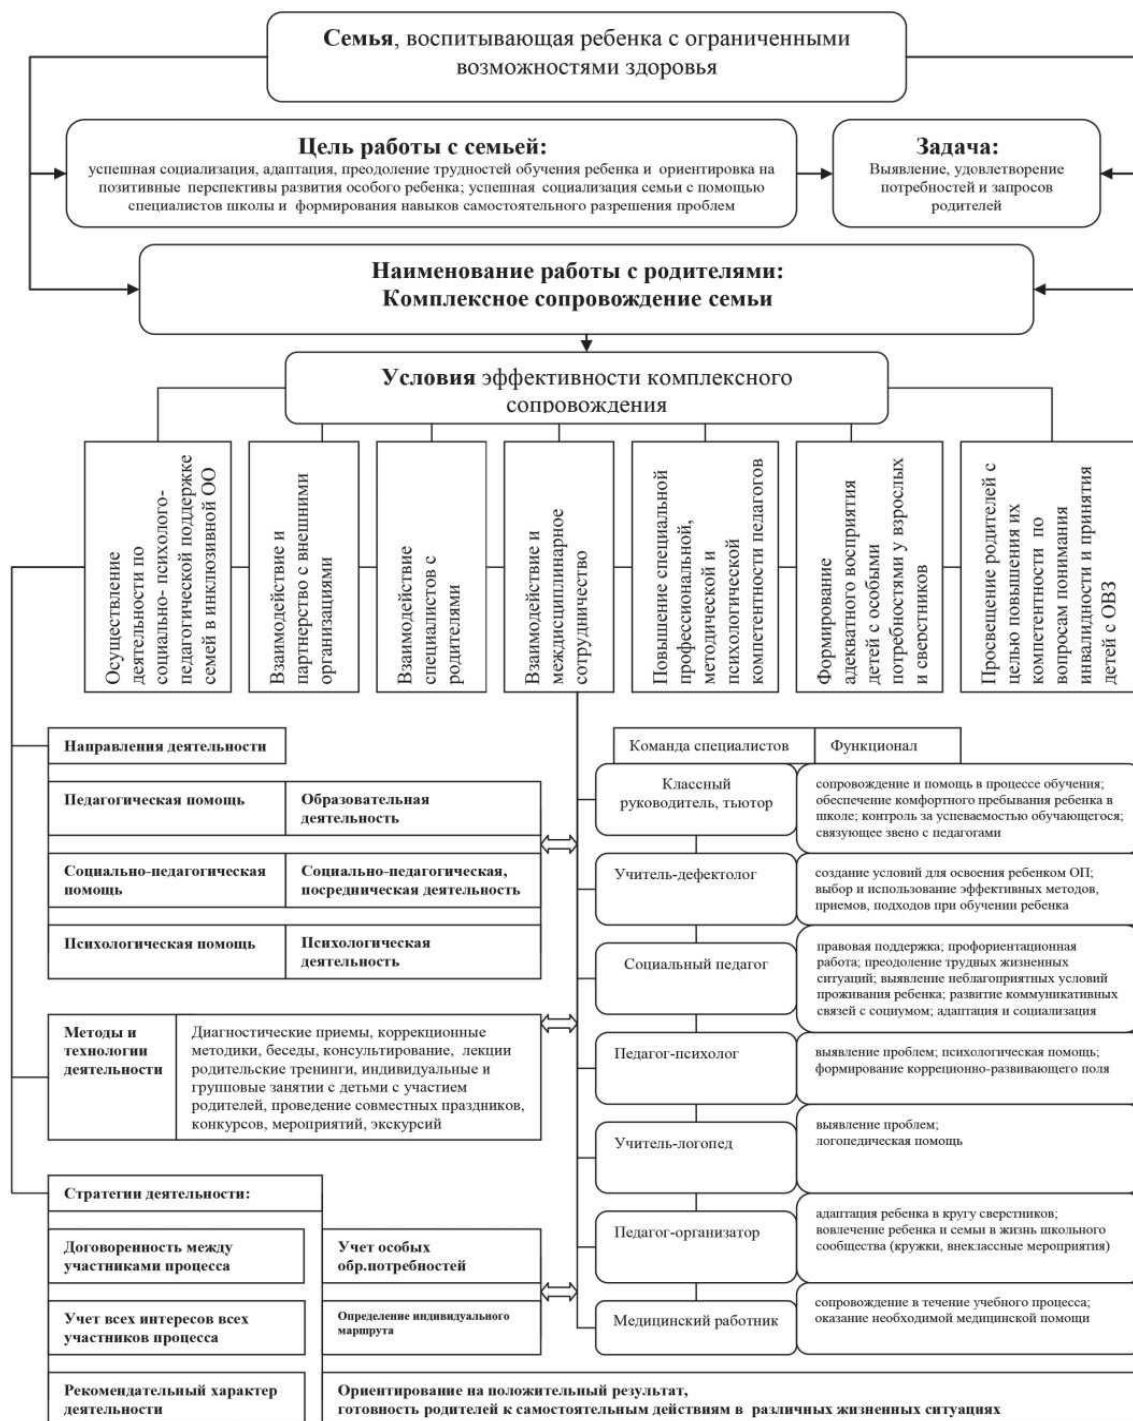 Семья, воспитывающая ребенка с ограниченными
возможностями здоровья
Цель работы с семьей:
успешная социализация, адаптация, преодоление трудностей обучения ребенка и ориентировка на
позитивные перспективы развития особого ребенка; успешная социализация семьи с помощью
специалистов школы и формирования навыков самостоятельного разрешения проблем
Задача:
Выявление, удовлетворение
потребностей и запросов
родителей
Наименование работы с родителями:
Комплексное сопровождение семьи
Условия эффективности комплексного
сопровождения
Осуществление
деятельности по
социально- психолого-
педагогической поддержке
семей в инклюзивной ОО
Взаимодействие и
партнерство с внешними
организациями
Взаимодействие
специалистов с
родителями
Взаимодействие и
междисциплинарное
сотрудничество
Повышение специальной
профессиональной,
методической и
психологической
компетентности педагогов
Формирование
адекватного восприятия
детей с особыми
потребностями у взрослых
и сверстников
Просвещение родителей с
целью повышения их
компетентности по
вопросам понимания
инвалидности и принятия
детей с ОВЗ
Направления деятельности
Педагогическая помощь
Образовательная
деятельность
Социально-педагогическая
помощь
Социально-педагогическая,
посредническая деятельность
Психологическая помощь
Психологическая
деятельность
Методы и
технологии
деятельности
Диагностические приемы, коррекционные
методики, беседы, консультирование, лекции
родительские тренинги, индивидуальные и
групповые занятии с детьми с участием
родителей, проведение совместных праздников,
конкурсов, мероприятий, экскурсий
Стратегии деятельности:
Договоренность между
участниками процесса
Учет особых
обр.потребностей
Учет всех интересов всех
участников процесса
Определение индивидуального
маршрута
Рекомендательный характер
деятельности
Ориентирование на положительный результат,
готовность родителей к самостоятельным действиям в различных жизненных ситуациях
Команда специалистов
Функционал
Классный
руководитель, тьютор
сопровождение и помощь в процессе обучения;
обеспечение комфортного пребывания ребенка в
школе; контроль за успеваемостью обучающегося;
связующее звено с педагогами
Учитель-дефектолог
создание условий для освоения ребенком ОП;
выбор и использование эффективных методов,
приемов, подходов при обучении ребенка
Социальный педагог
правовая поддержка; профориентационная
работа; преодоление трудных жизненных
ситуаций; выявление неблагоприятных условий
проживания ребенка; развитие коммуникативных
связей с социумом; адаптация и социализация
Педагог-психолог
выявление проблем; психологическая помощь;
формирование корреционно-развивающего поля
Учитель-логопед
выявление проблем;
логопедическая помощь
Педагог-организатор
адаптация ребенка в кругу сверстников;
вовлечение ребенка и семьи в жизнь школьного
сообщества (кружки, внеклассные мероприятия)
Медицинский работник
сопровождение в течение учебного процесса;
оказание необходимой медицинской помощи